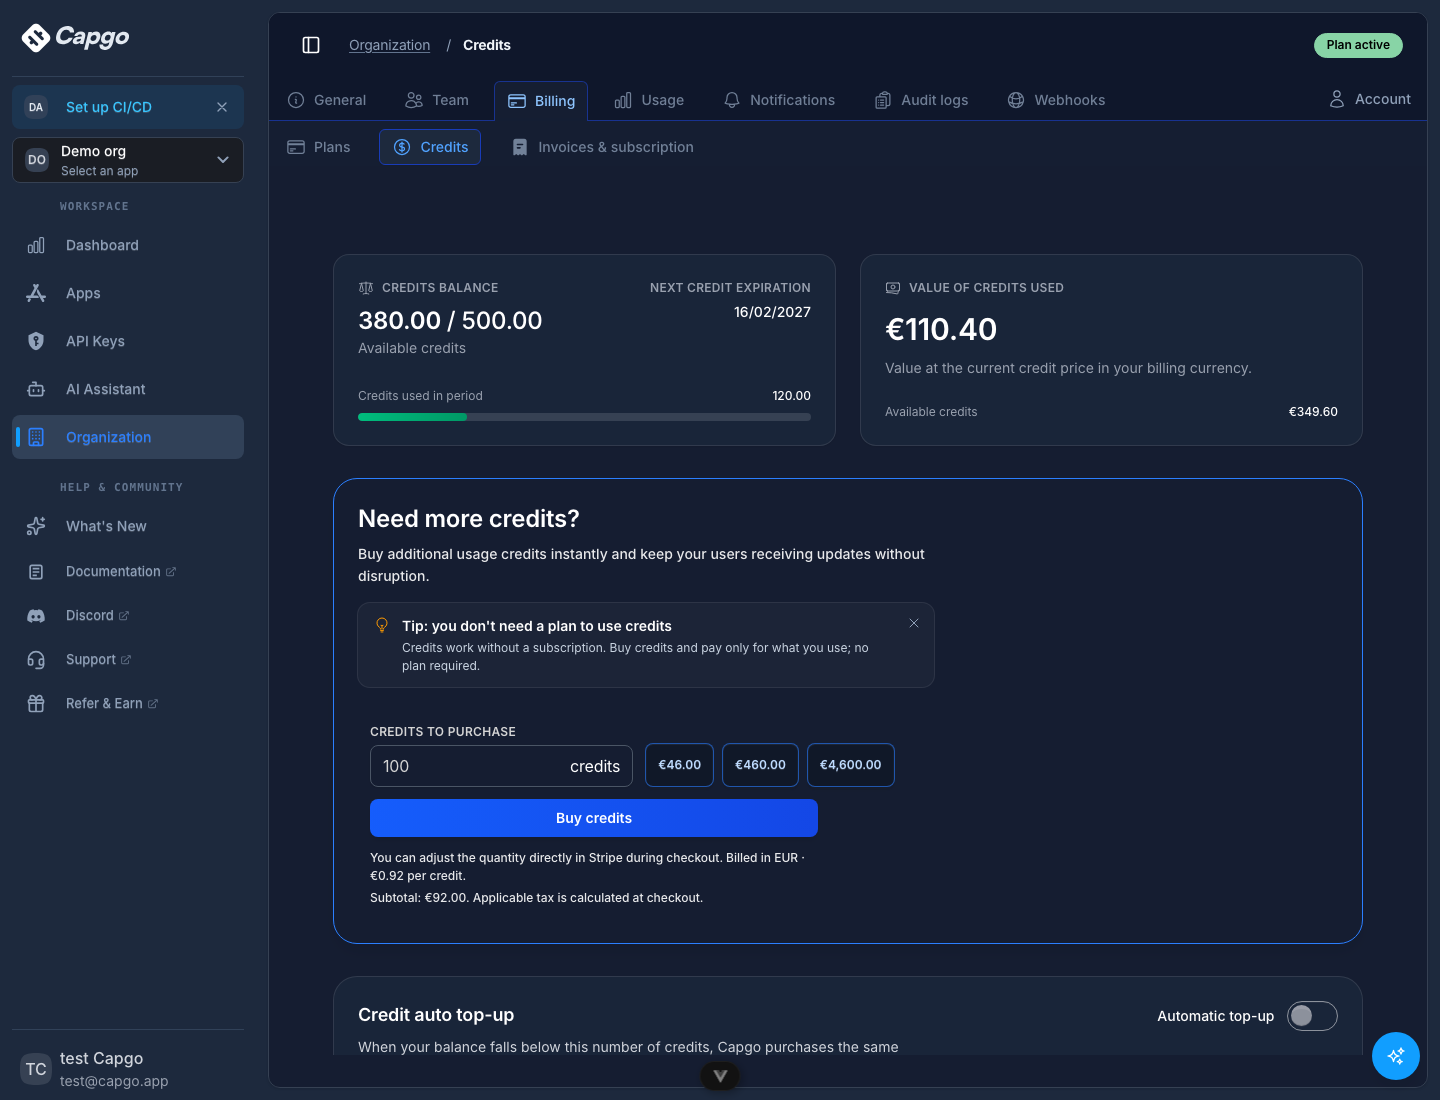 Capgo
DA
Set up CI/CD
DO
Demo org
Select an app
WORKSPACE
Dashboard
Apps
API Keys
AI Assistant
Organization
HELP & COMMUNITY
What's New
Documentation
Discord
Support
Refer & Earn
TC
test Capgo
test@capgo.app
Organization / Credits
Plan active
General
Team
Billing
Usage
Notifications
Audit logs
Webhooks
Account
Plans
Credits
Invoices & subscription
CREDITS BALANCE
380.00 / 500.00
Available credits
NEXT CREDIT EXPIRATION
16/02/2027
Credits used in period
120.00
VALUE OF CREDITS USED
€110.40
Value at the current credit price in your billing currency.
Available credits
€349.60
Need more credits?
Buy additional usage credits instantly and keep your users receiving updates without
disruption.
Tip: you don't need a plan to use credits
Credits work without a subscription. Buy credits and pay only for what you use; no
plan required.
CREDITS TO PURCHASE
100
credits
€46.00
€460.00
€4,600.00
Buy credits
You can adjust the quantity directly in Stripe during checkout. Billed in EUR ·
€0.92 per credit.
Subtotal: €92.00. Applicable tax is calculated at checkout.
Credit auto top-up
Automatic top-up
When your balance falls below this number of credits, Capgo purchases the same